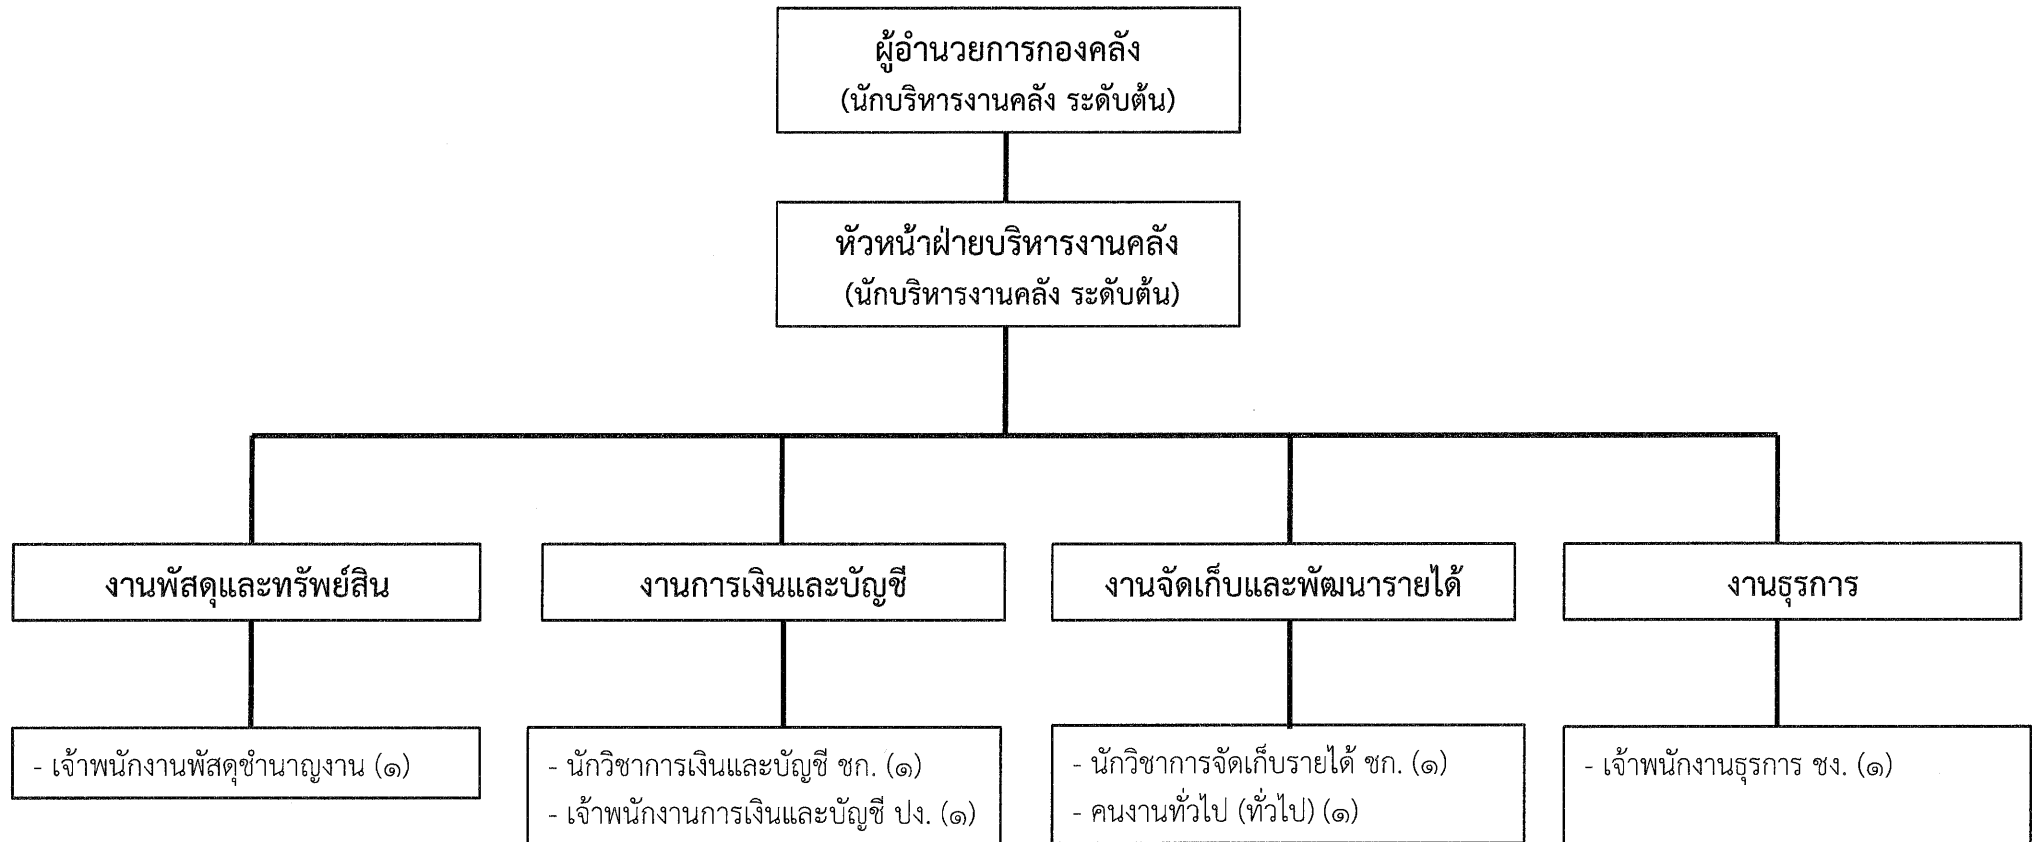 ผู้อำนวยการกองคลัง
(นักบริหารงานคลัง ระดับต้น)
หัวหน้าฝ่ายบริหารงานคลัง
(นักบริหารงานคลัง ระดับต้น)
งานพัสดุและทรัพย์สิน
งานการเงินและบัญชี
งานจัดเก็บและพัฒนารายได้
งานธุรการ
- เจ้าพนักงานพัสดุชำนาญงาน (๑)
- นักวิชาการเงินและบัญชี ชก. (๑)
- เจ้าพนักงานการเงินและบัญชี ปง. (๑)
- นักวิชาการจัดเก็บรายได้ ชก. (๑)
- คนงานทั่วไป (ทั่วไป) (๑)
- เจ้าพนักงานธุรการ ชง. (๑)